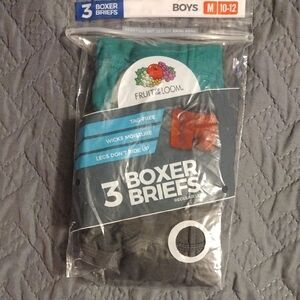 3 BOXER BRIEFS
BOYS M 10-12
FRUIT OF THE LOOM.
TAG-FREE
WICKS MOISTURE
LEGS DON'T RIDE UP
3 BOXER
BRIEFS
REGULAR